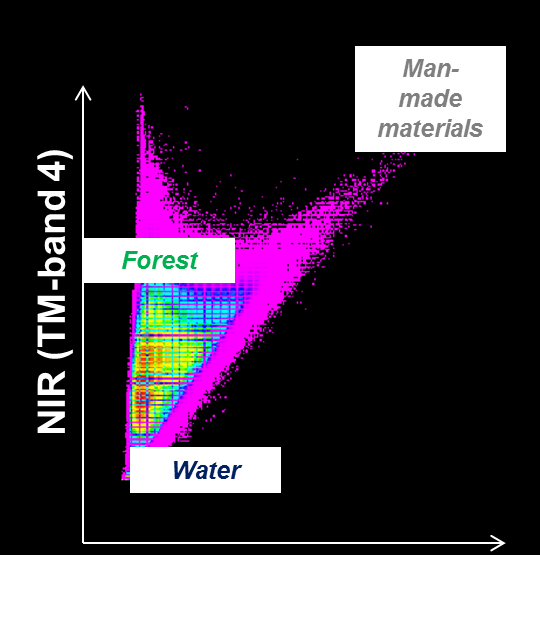 Man-
made
materials
NIR (TM-band 4)
Forest
Water